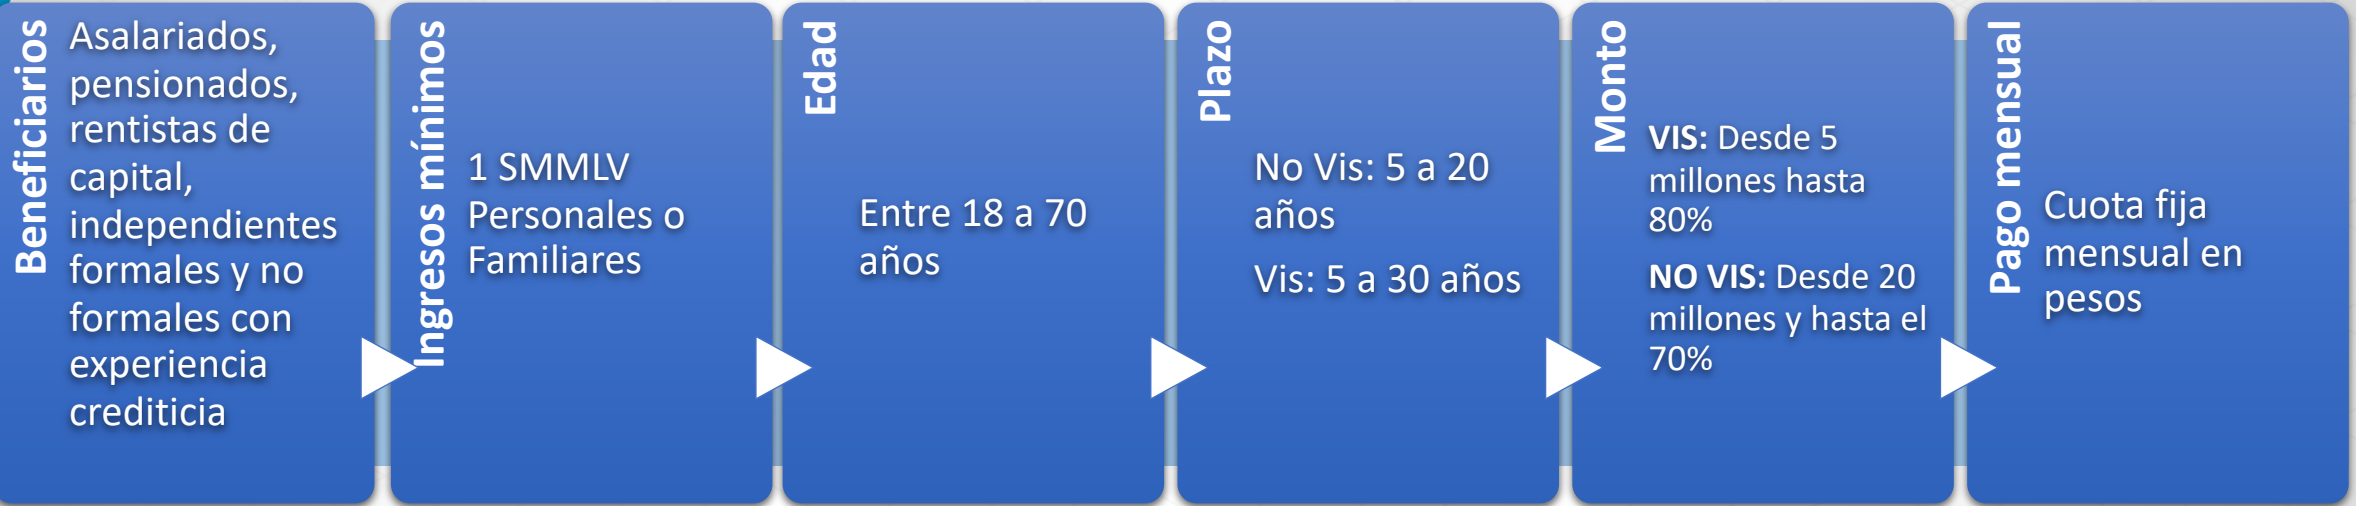 Beneficiarios
Asalariados,
pensionados,
rentistas de
capital,
independientes
formales y no
formales con
experiencia
crediticia
Ingresos mínimos
1 SMMLV
Personales o
Familiares
Edad
Entre 18 a 70
años
Plazo
No Vis: 5 a 20
años
Vis: 5 a 30 años
Monto
VIS: Desde 5
millones hasta
80%
NO VIS: Desde 20
millones y hasta el
70%
Pago mensual
Cuota fija
mensual en
pesos